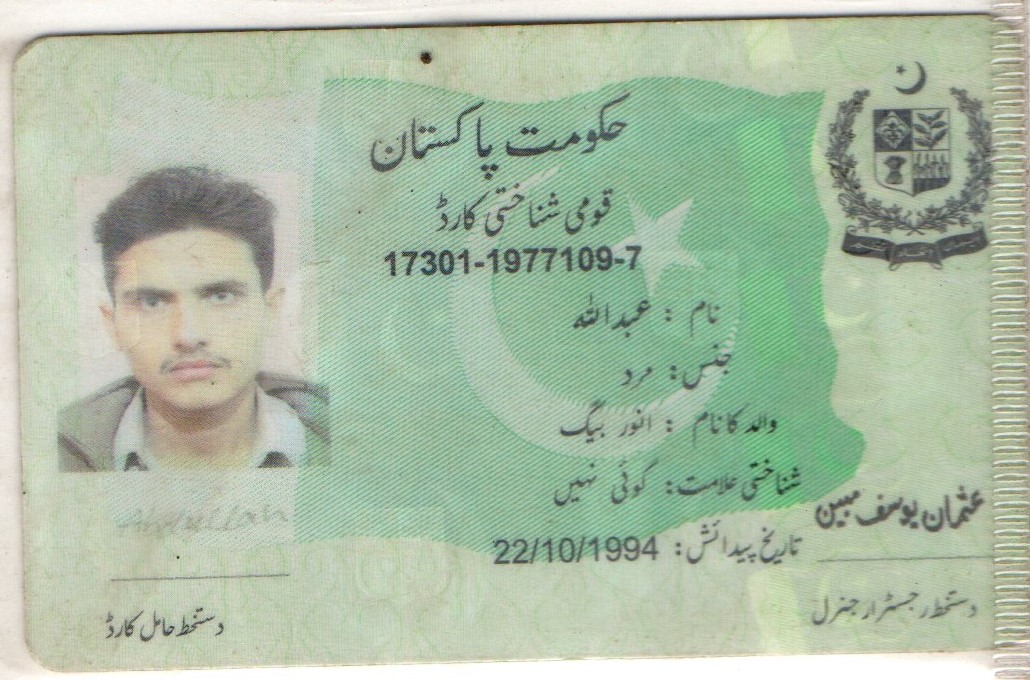 حکومت پاکستان
قومی شناختی کارڈ
17301-1977109-7
نام : عبداللہ
جنس: مرد
والد کا نام : انور بیگ
شناختی علامت: کوئی نہیں
تاریخ پیدائش: 22/10/1994
Abdullah
دستخط حامل کارڈ
عثمان یوسف مبین
دستخط رجسٹرار جنرل